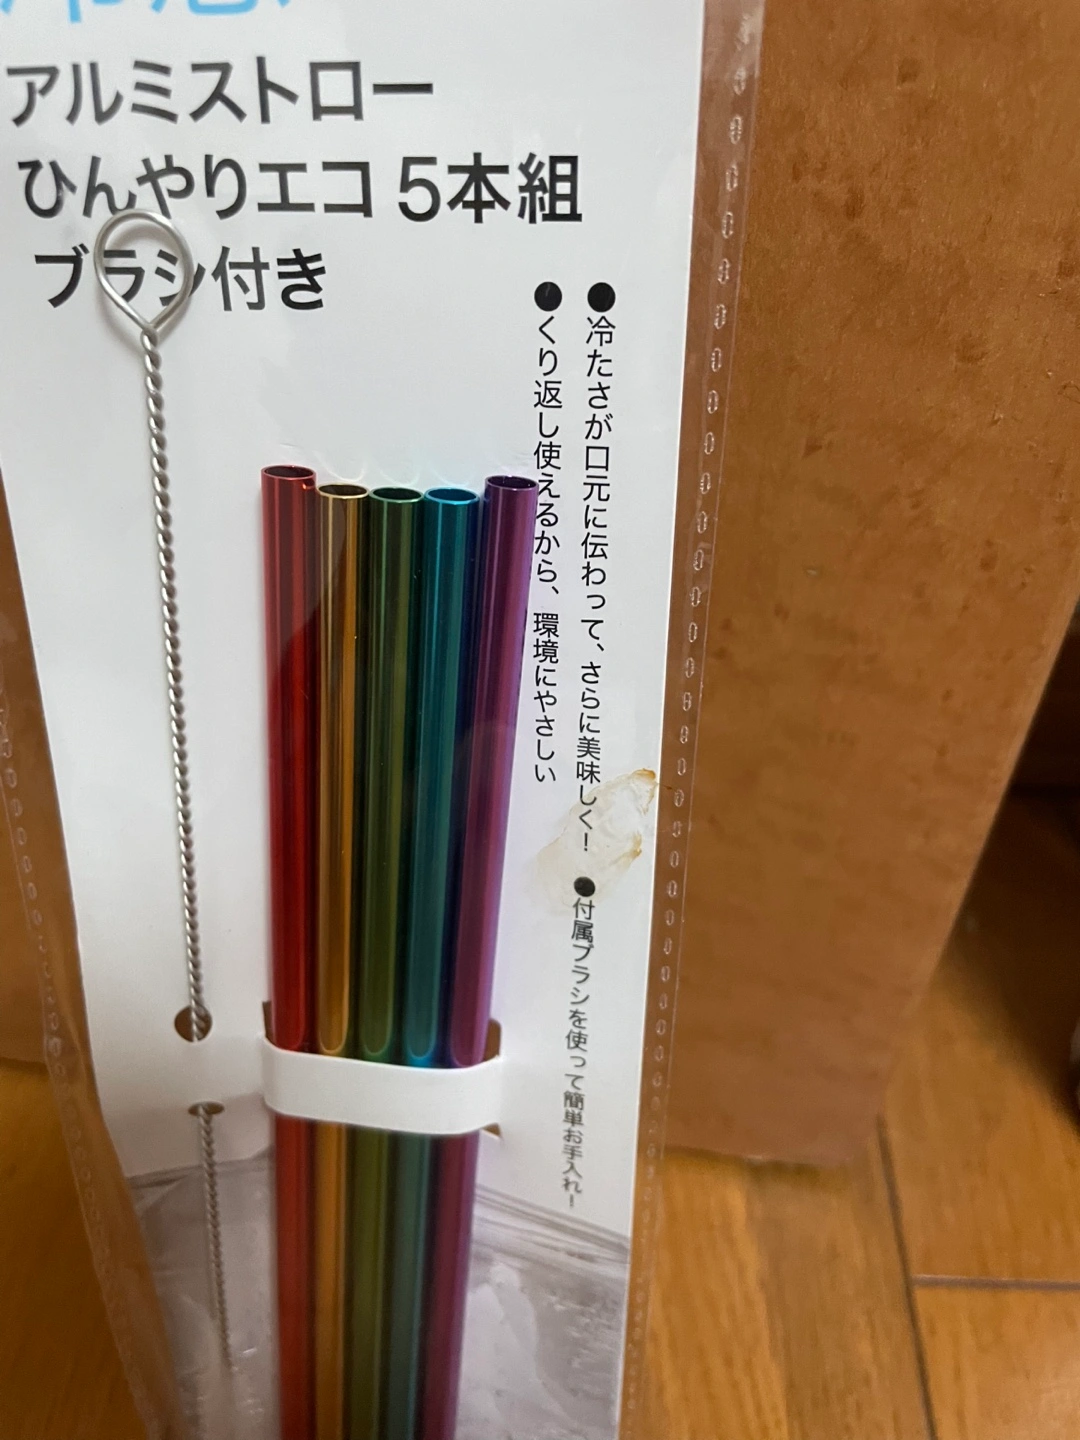 アルミストロー
ひんやりエコ 5本組
ブラシ付き
●冷たさが口元に伝わって、さらに美味しく! ●付属ブラシを使って簡単お手入れ!
●くり返し使えるから、環境にやさしい